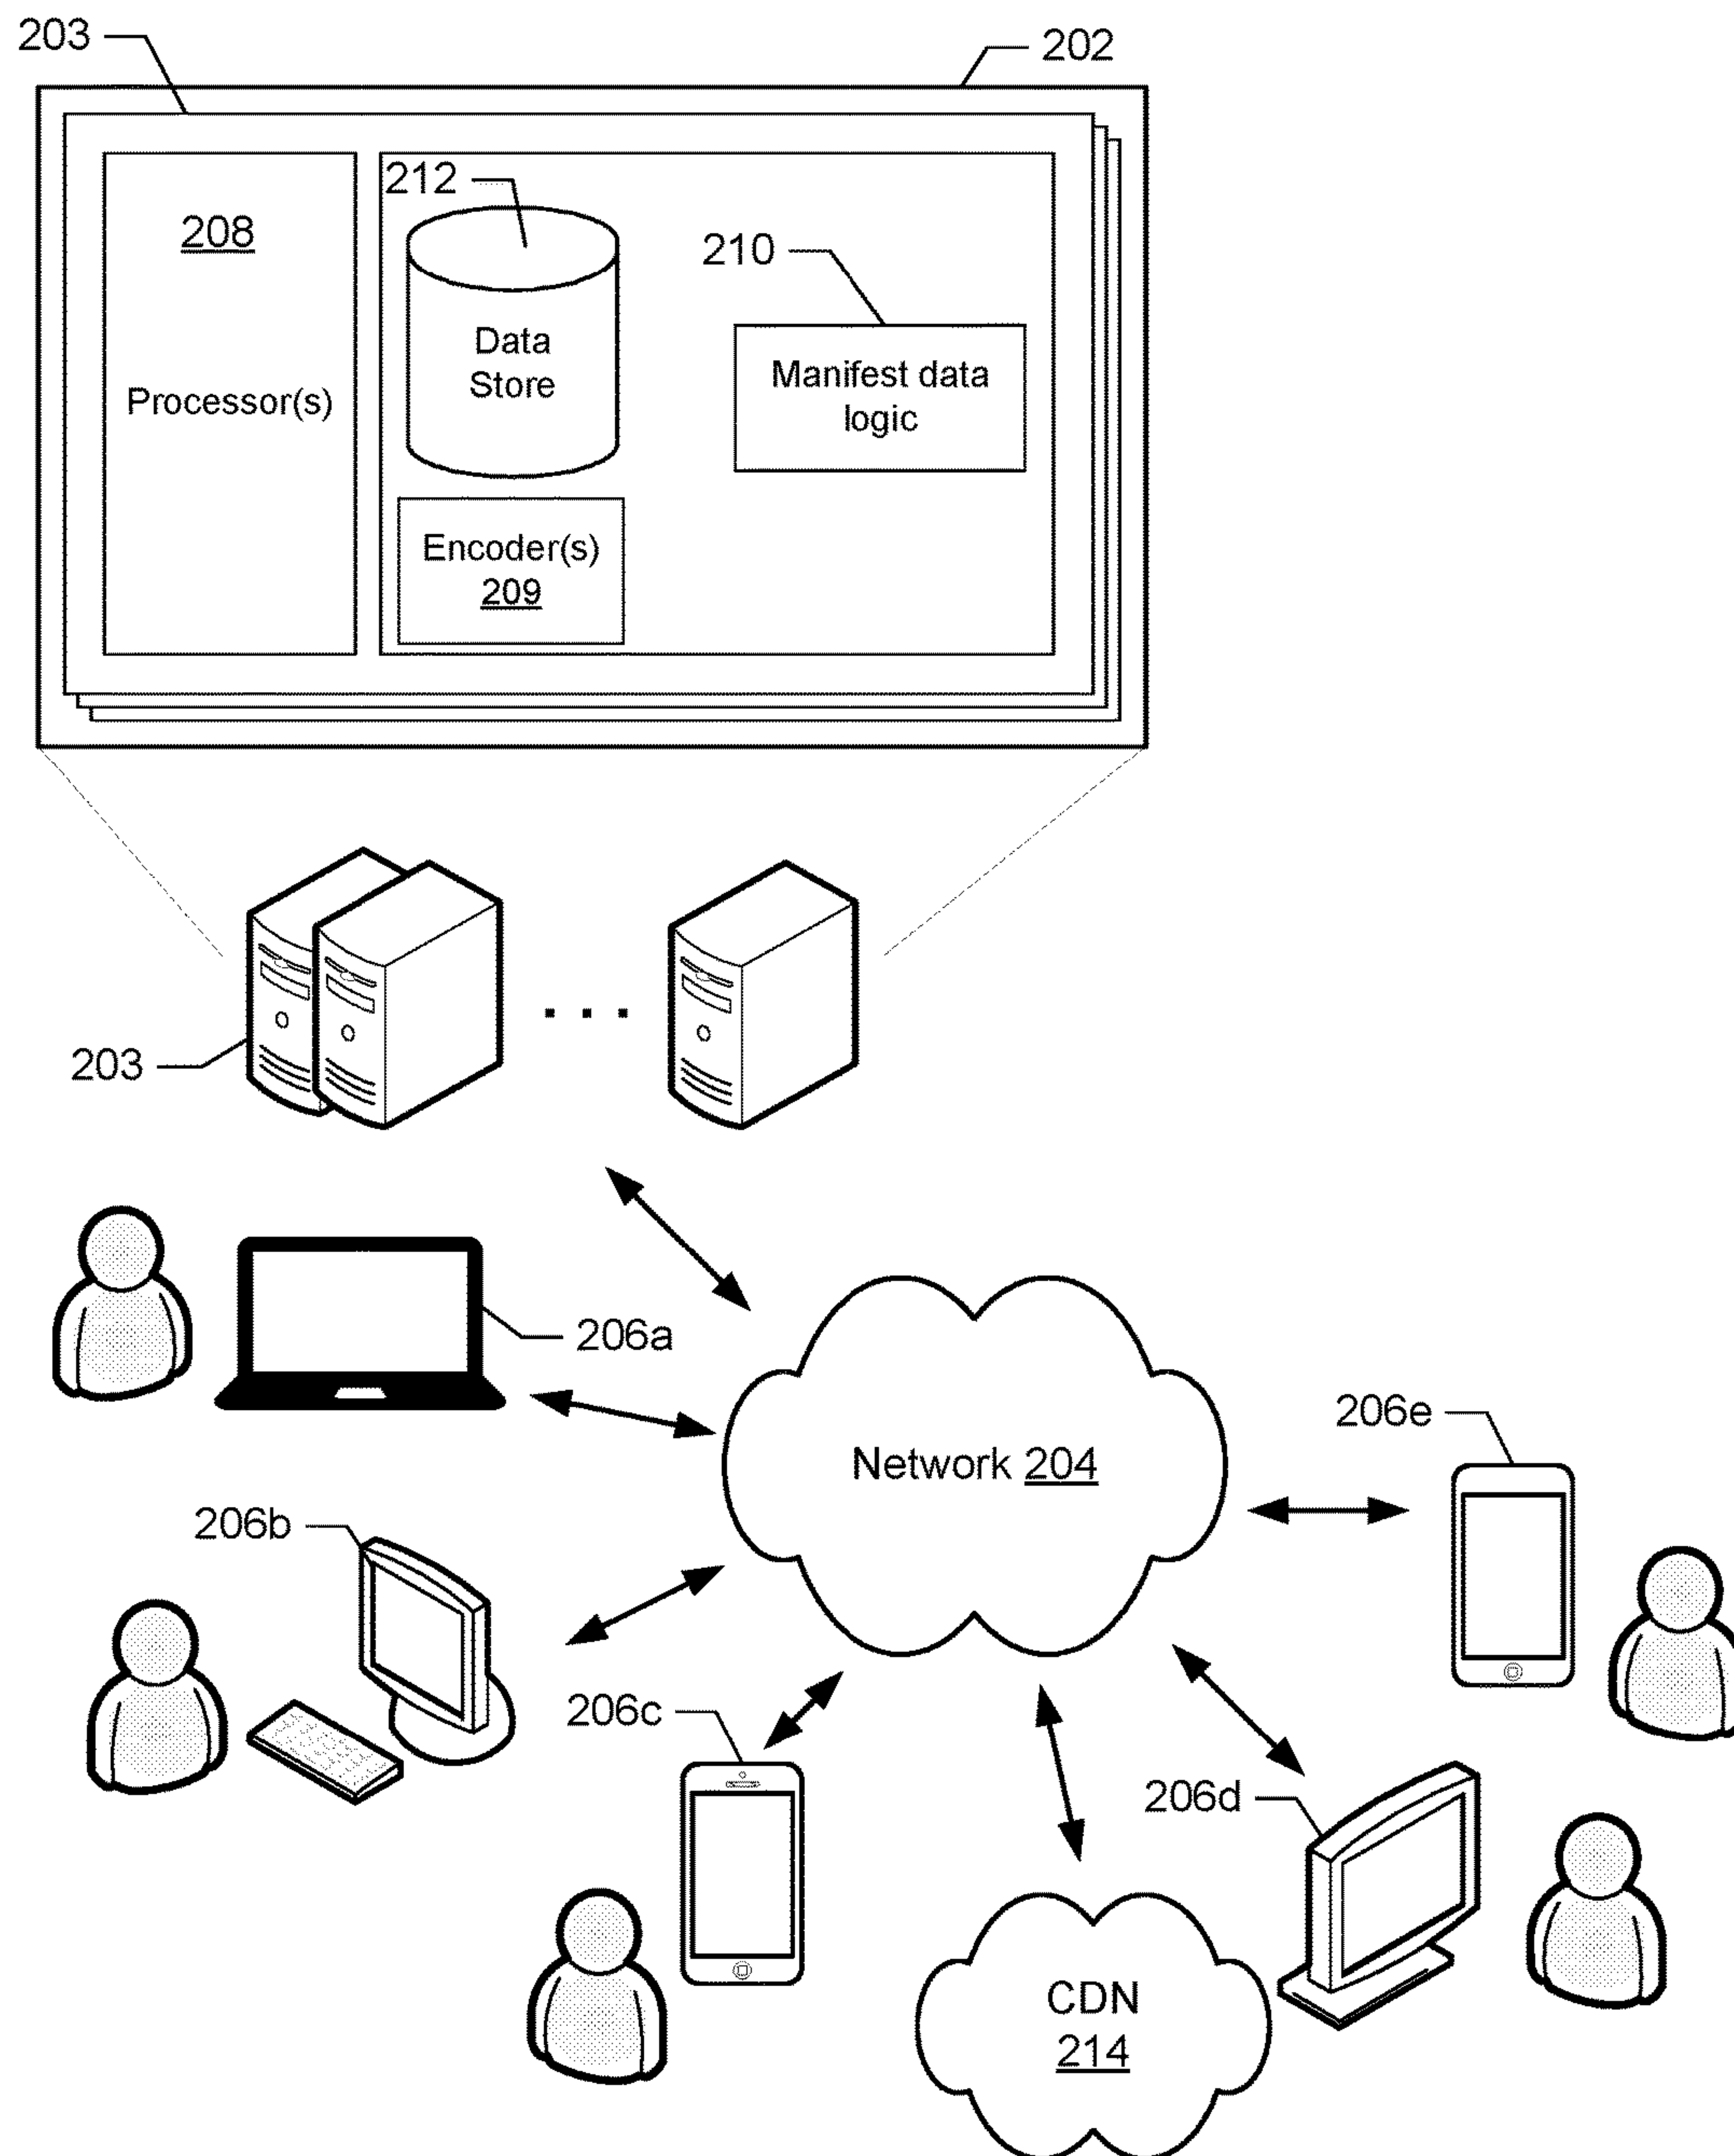 203
202
212
208
210
Data
Store
Manifest data
logic
Processor(s)
Encoder(s)
209
203
206a
206e
Network 204
206b
206c
206d
CDN
214